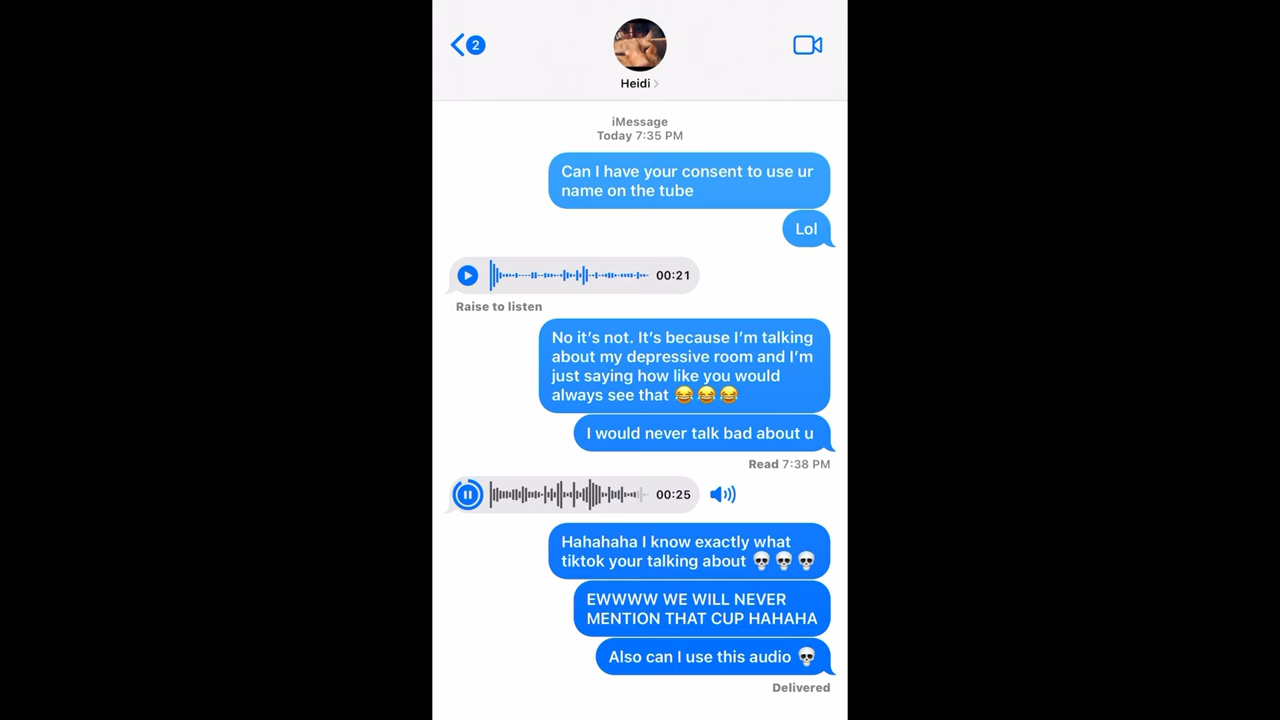 2
Heidi
iMessage
Today 7:35 PM
Can I have your consent to use ur
name on the tube
Lol
00:21
Raise to listen
No it’s not. It’s because I’m talking
about my depressive room and I’m
just saying how like you would
always see that 😂😂😂
I would never talk bad about u
Read 7:38 PM
00:25
Hahahaha I know exactly what
tiktok your talking about 💀💀💀
EWWWW WE WILL NEVER
MENTION THAT CUP HAHAHA
Also can I use this audio 💀
Delivered